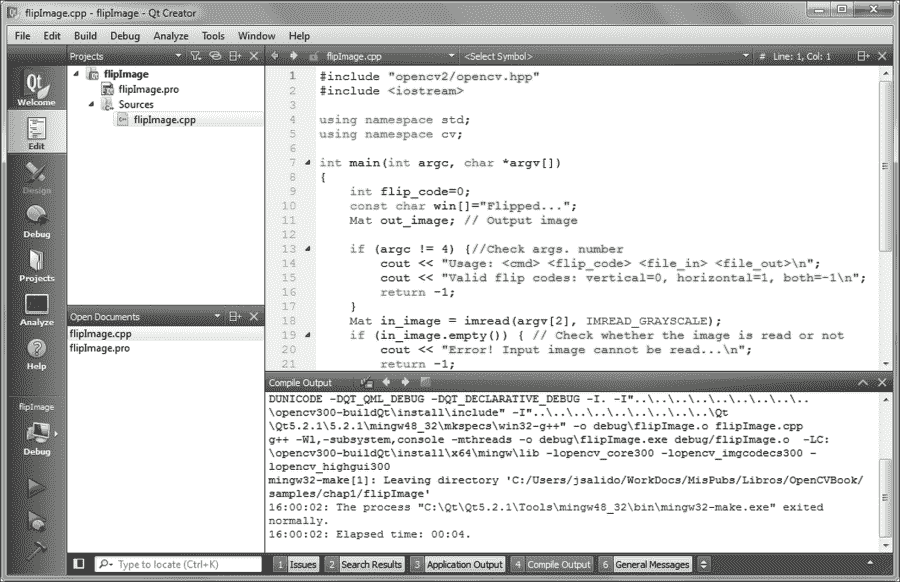 flipImage.cpp - flipImage - Qt Creator
File Edit Build Debug Analyze Tools Window Help
Projects
flipImage.cpp
<Select Symbol>
# Line: 1, Col: 1
Qt
Welcome
Edit
Design
Debug
Projects
Analyze
Help
flipImage
Debug
flipImage
flipImage.pro
Sources
flipImage.cpp
Open Documents
flipImage.cpp
flipImage.pro
1 #include "opencv2/opencv.hpp"
2 #include <iostream>
3
4 using namespace std;
5 using namespace cv;
6
7 int main(int argc, char *argv[])
8 {
9 int flip_code=0;
10 const char win[]="Flipped...";
11 Mat out_image; // Output image
12
13 if (argc != 4) {//Check args. number
14 cout << "Usage: <cmd> <flip_code> <file_in> <file_out>\n";
15 cout << "Valid flip codes: vertical=0, horizontal=1, both=-1\n";
16 return -1;
17 }
18 Mat in_image = imread(argv[2], IMREAD_GRAYSCALE);
19 if (in_image.empty()) { // Check whether the image is read or not
20 cout << "Error! Input image cannot be read...\n";
21 return -1;
Compile Output
DUNICODE -DQT_QML_DEBUG -DQT_DECLARATIVE_DEBUG -I. -I"..\..\..\..\..\..\..\..
\opencv300-buildQt\install\include" -I"..\..\..\..\..\..\..\..\Qt
\Qt5.2.1\5.2.1\mingw48_32\mkspecs\win32-g++" -o debug\flipImage.o flipImage.cpp
g++ -Wl,-subsystem,console -mthreads -o debug\flipImage.exe debug/flipImage.o -LC:
\opencv300-buildQt\install\x64\mingw\lib -lopencv_core300 -lopencv_imgcodecs300 -
lopencv_highgui300
mingw32-make[1]: Leaving directory 'C:/Users/jsalido/WorkDocs/MisPubs/Libros/OpenCVBook/
samples/chap1/flipImage'
16:00:02: The process "C:\Qt\Qt5.2.1\Tools\mingw48_32\bin\mingw32-make.exe" exited
normally.
16:00:02: Elapsed time: 00:04.
Type to locate (Ctrl+K)
1 Issues
2 Search Results
3 Application Output
4 Compile Output
6 General Messages